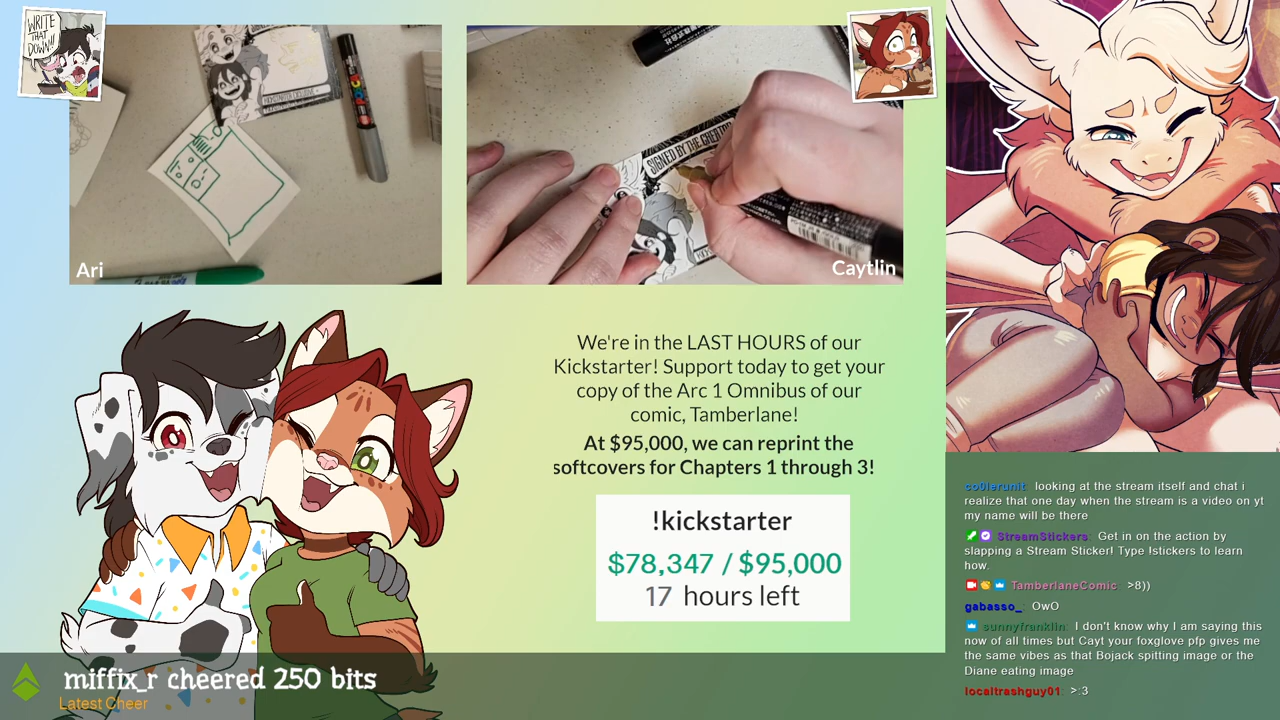 WRITE
THAT
DOWN!!
POSCA
SIGNED BY THE CREATOR
Ari
Caytlin
We're in the LAST HOURS of our
Kickstarter! Support today to get your
copy of the Arc 1 Omnibus of our
comic, Tamberlane!
At $95,000, we can reprint the
softcovers for Chapters 1 through 3!
!kickstarter
$78,347 / $95,000
17 hours left
miffix_r cheered 250 bits
Latest Cheer
co0lerunit: looking at the stream itself and chat i
realize that one day when the stream is a video on yt
my name will be there
StreamStickers: Get in on the action by
slapping a Stream Sticker! Type !stickers to learn
how.
TamberlaneComic: >8))
gabasso_: OwO
sunnyfranklin: I don't know why I am saying this
now of all times but Cayt your foxglove pfp gives me
the same vibes as that Bojack spitting image or the
Diane eating image
localtrashguy01: >:3